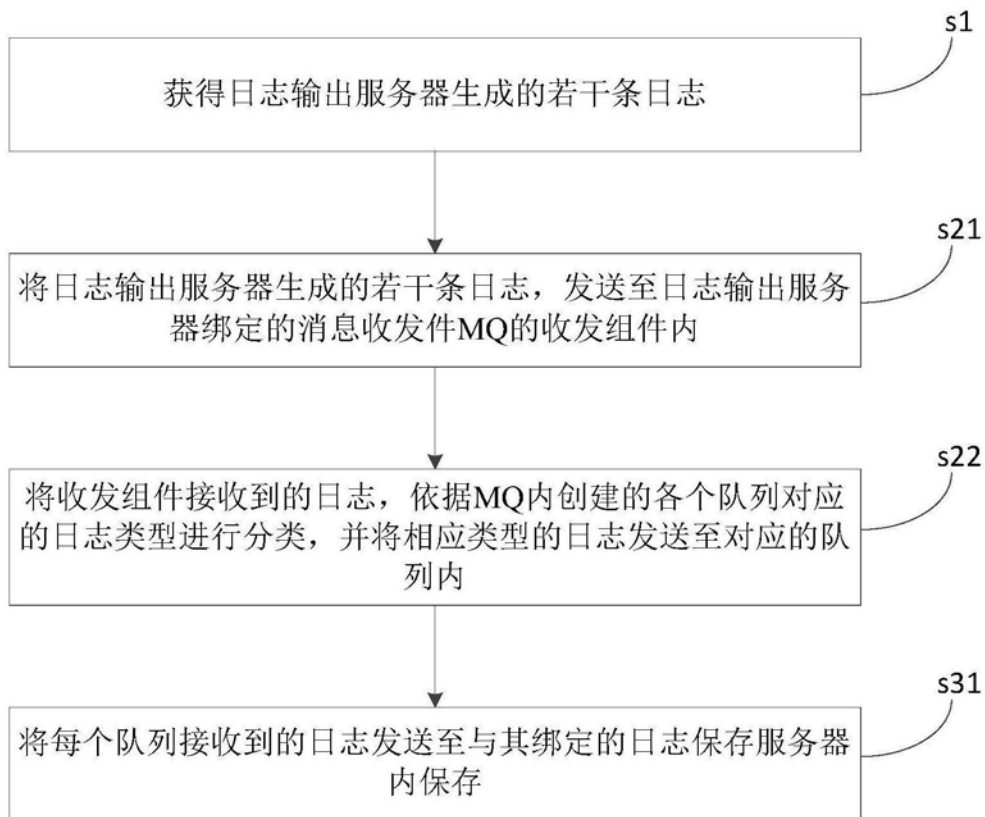 s1
获得日志输出服务器生成的若干条日志
s21
将日志输出服务器生成的若干条日志，发送至日志输出服务
器绑定的消息收发件MQ的收发组件内
s22
将收发组件接收到的日志，依据MQ内创建的各个队列对应
的日志类型进行分类，并将相应类型的日志发送至对应的队
列内
s31
将每个队列接收到的日志发送至与其绑定的日志保存服务器
内保存